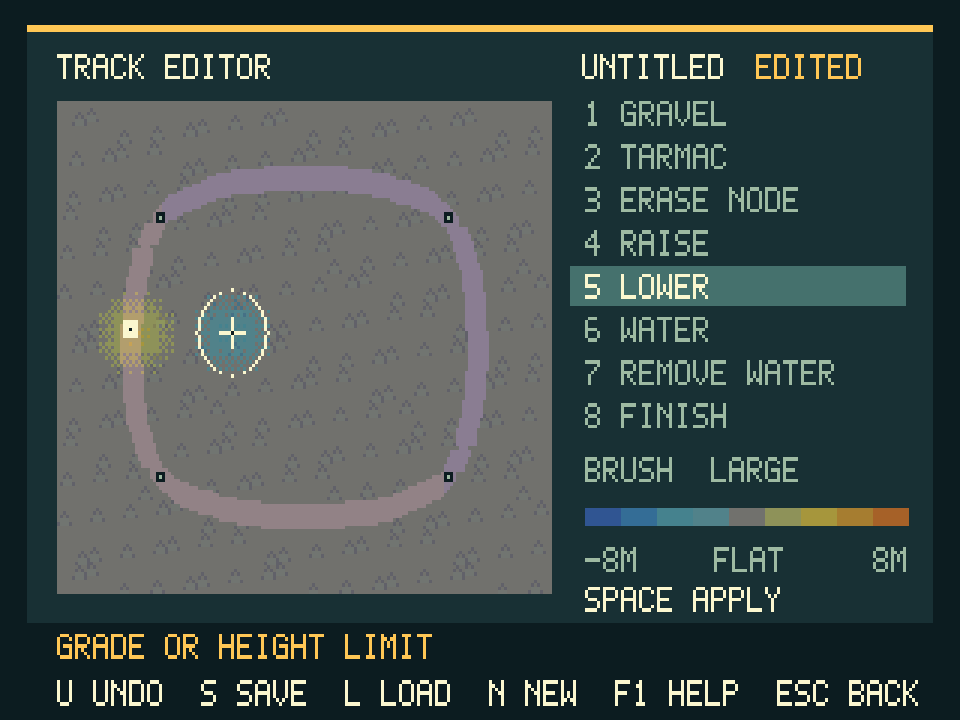 TRACK EDITOR
UNTITLED EDITED
1 GRAVEL
2 TARMAC
3 ERASE NODE
4 RAISE
5 LOWER
6 WATER
7 REMOVE WATER
8 FINISH
BRUSH LARGE
-8M FLAT 8M
SPACE APPLY
GRADE OR HEIGHT LIMIT
U UNDO S SAVE L LOAD N NEW F1 HELP ESC BACK